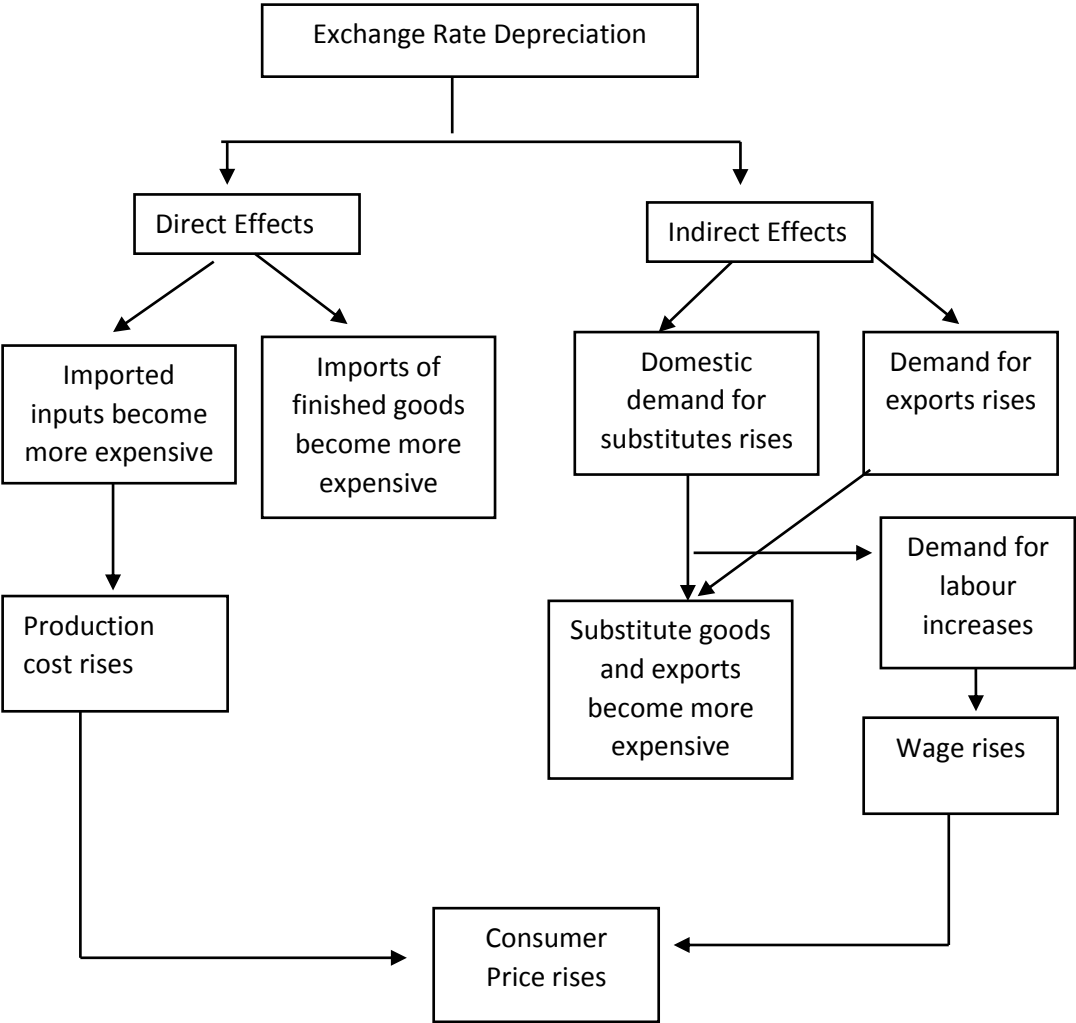 Exchange Rate Depreciation
Direct Effects
Indirect Effects
Imported
inputs become
more expensive
Imports of
finished goods
become more
expensive
Domestic
demand for
substitutes rises
Demand for
exports rises
Production
cost rises
Substitute goods
and exports
become more
expensive
Demand for
labour
increases
Wage rises
Consumer
Price rises